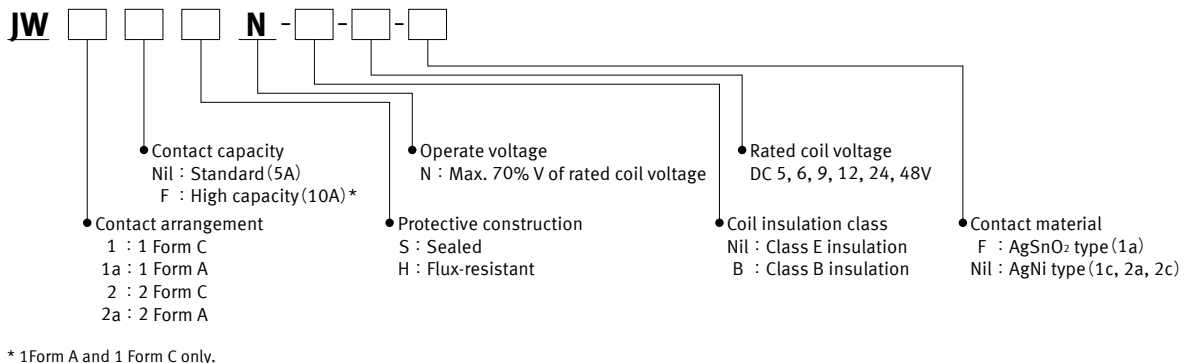 JW N - - -
Contact capacity
Nil : Standard (5A)
F : High capacity (10A) *
Operate voltage
N : Max. 70% V of rated coil voltage
Rated coil voltage
DC 5, 6, 9, 12, 24, 48V
Contact arrangement
1 : 1 Form C
1a : 1 Form A
2 : 2 Form C
2a : 2 Form A
Protective construction
S : Sealed
H : Flux-resistant
Coil insulation class
Nil : Class E insulation
B : Class B insulation
Contact material
F : AgSnO2 type (1a)
Nil : AgNi type (1c, 2a, 2c)
* 1Form A and 1 Form C only.